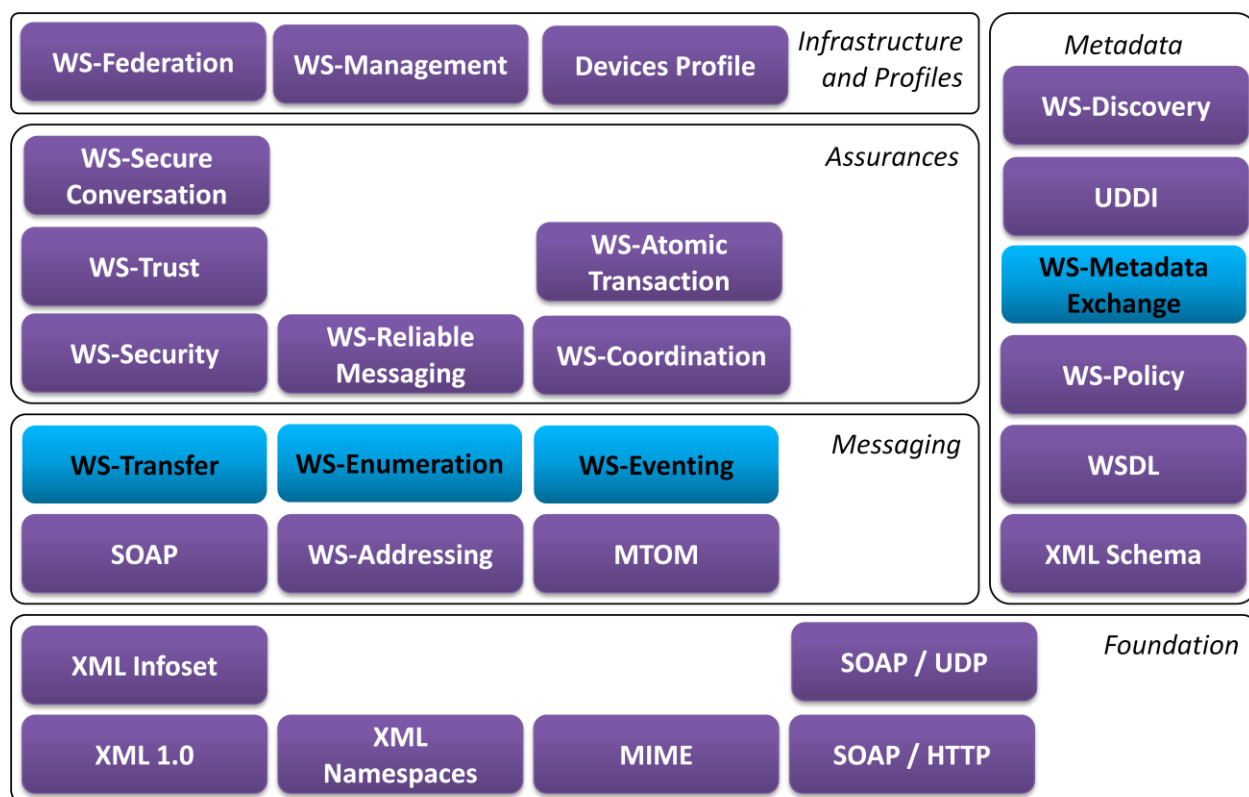 WS-Federation
WS-Management
Devices Profile
Infrastructure
and Profiles
WS-Secure
Conversation
Assurances
WS-Trust
WS-Atomic
Transaction
WS-Security
WS-Reliable
Messaging
WS-Coordination
WS-Transfer
WS-Enumeration
WS-Eventing
Messaging
SOAP
WS-Addressing
MTOM
Metadata
WS-Discovery
UDDI
WS-Metadata
Exchange
WS-Policy
WSDL
XML Schema
XML Infoset
SOAP / UDP
Foundation
XML 1.0
XML
Namespaces
MIME
SOAP / HTTP